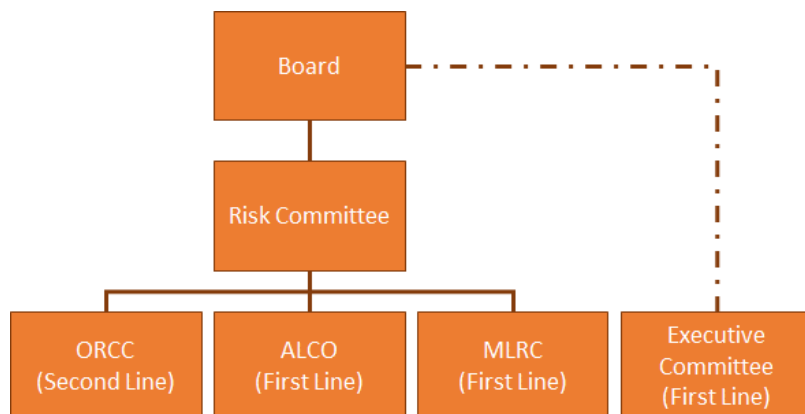 Board
Risk Committee
ORCC
(Second Line)
ALCO
(First Line)
MLRC
(First Line)
Executive
Committee
(First Line)